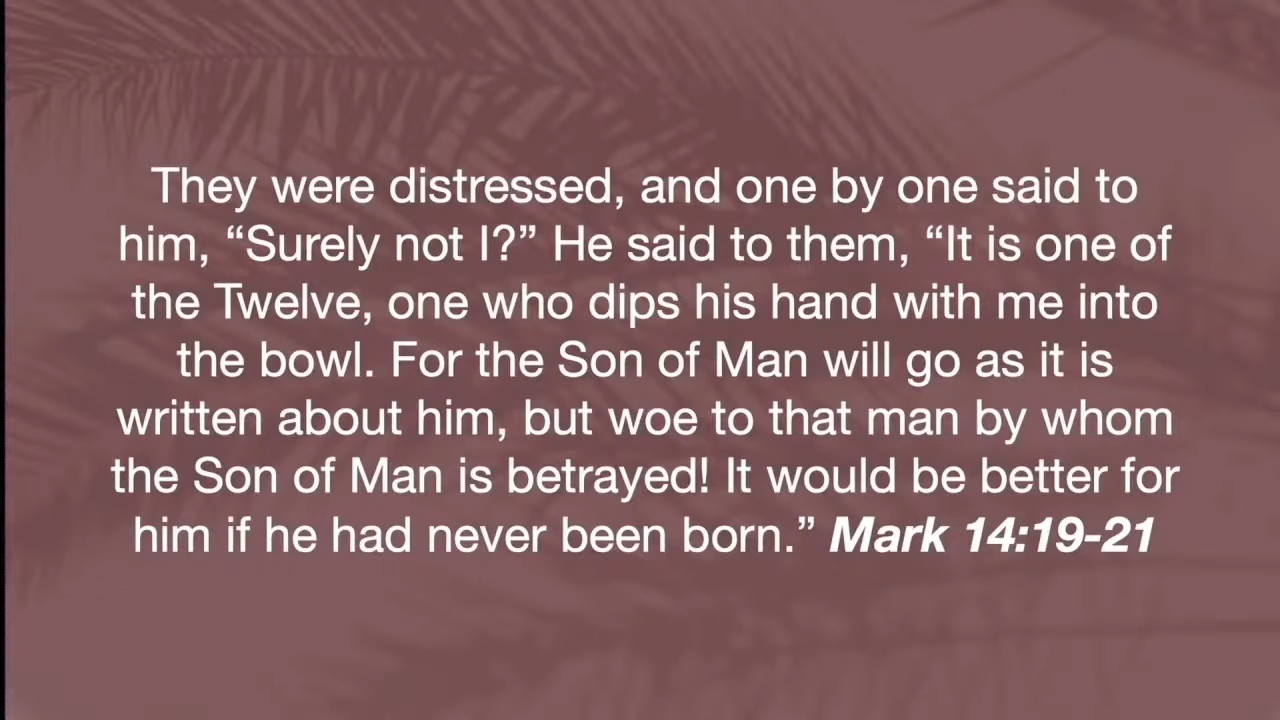 They were distressed, and one by one said to
him, “Surely not I?” He said to them, “It is one of
the Twelve, one who dips his hand with me into
the bowl. For the Son of Man will go as it is
written about him, but woe to that man by whom
the Son of Man is betrayed! It would be better for
him if he had never been born.” Mark 14:19-21